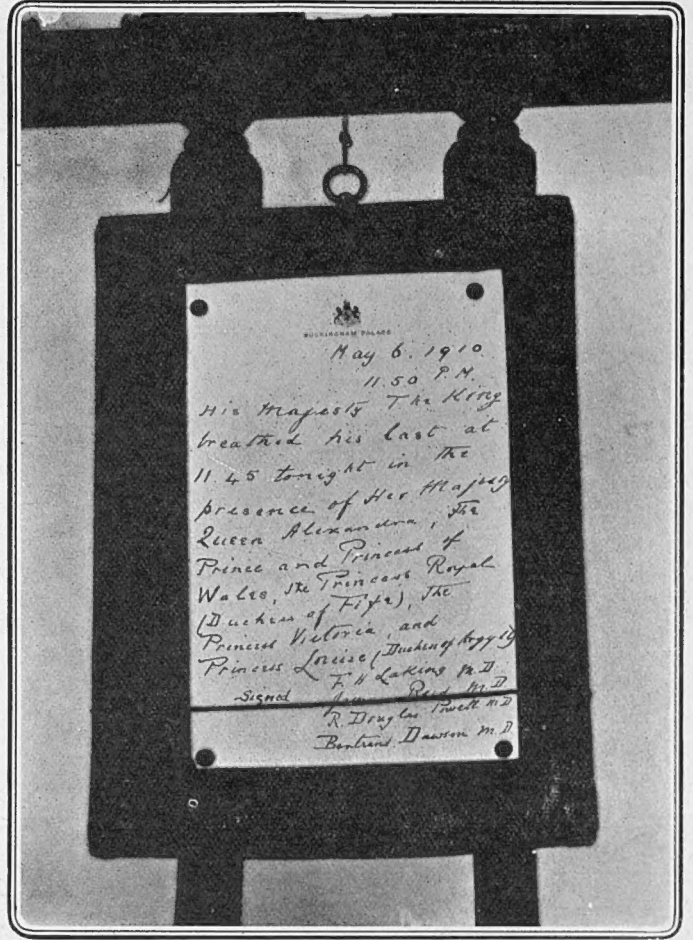 BUCKINGHAM PALACE
May 6. 1910.
11.50 P.M.
His Majesty The King
breathed his last at
11.45 tonight in the
presence of Her Majesty
Queen Alexandra, The
Prince and Princess of
Wales, The Princess Royal
(Duchess of Fife), The
Princess Victoria, and
Princess Louise (Duchess of Argyll)
F. H Laking M.D.
Signed Reid M.D
R. Douglas Powell M.D
Bertrand Dawson M.D.